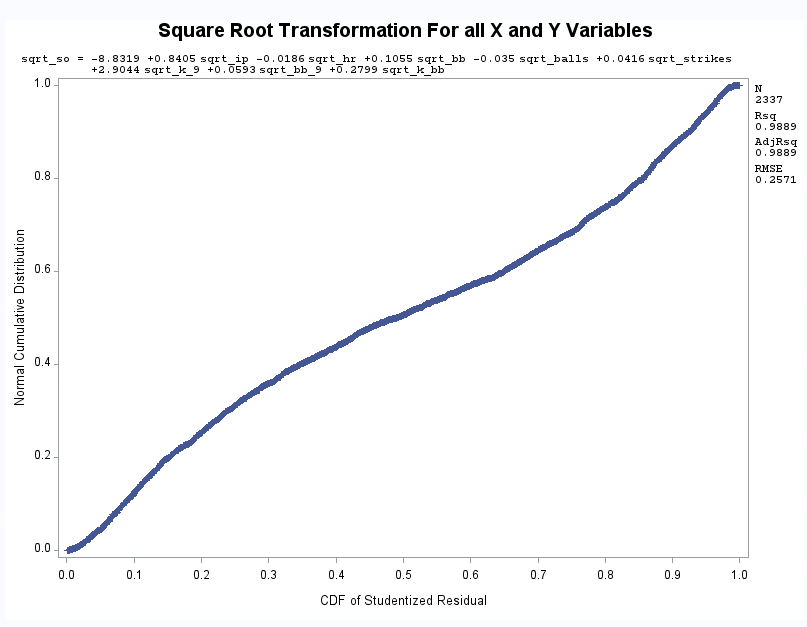 Square Root Transformation For all X and Y Variables
sqrt_so = -8.8319 +0.8405 sqrt_ip -0.0186 sqrt_hr +0.1055 sqrt_bb -0.035 sqrt_balls +0.0416 sqrt_strikes
+2.9044 sqrt_k_9 +0.0593 sqrt_bb_9 +0.2799 sqrt_k_bb
N
2337
Rsq
0.9889
AdjRsq
0.9889
RMSE
0.2571
Normal Cumulative Distribution
1.0
0.8
0.6
0.4
0.2
0.0
0.0 0.1 0.2 0.3 0.4 0.5 0.6 0.7 0.8 0.9 1.0
CDF of Studentized Residual